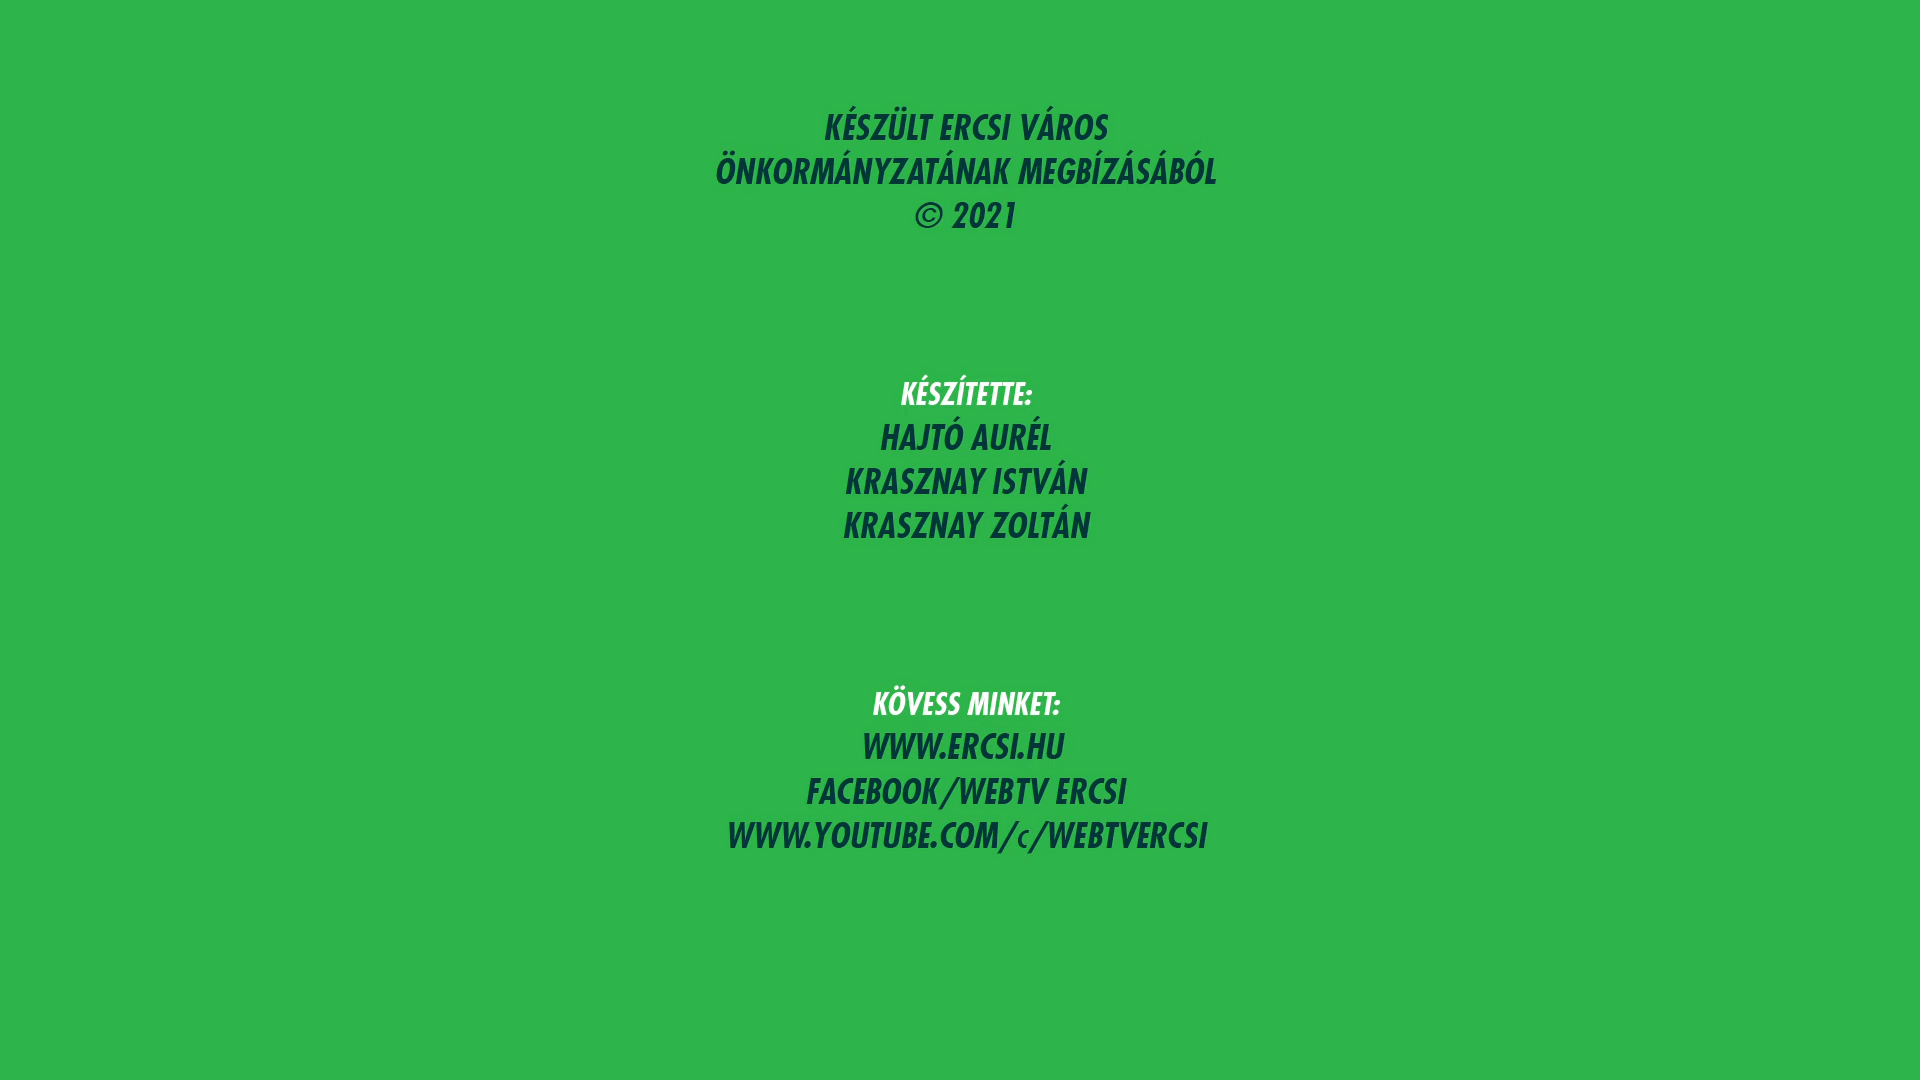 KÉSZÜLT ERCSI VÁROS
ÖNKORMÁNYZATÁNAK MEGBÍZÁSÁBÓL
© 2021
KÉSZÍTETTE:
HAJTÓ AURÉL
KRASZNAY ISTVÁN
KRASZNAY ZOLTÁN
KÖVESS MINKET:
WWW.ERCSI.HU
FACEBOOK/WEBTV ERCSI
WWW.YOUTUBE.COM/c/WEBTVERCSI